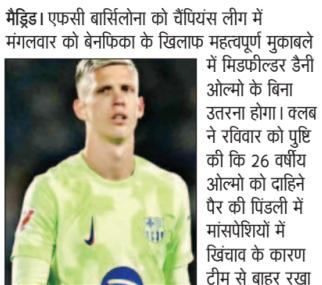 मैड्रिड। एफसी बार्सिलोना को चैंपियंस लीग में
मंगलवार को बेनफिका के खिलाफ महत्वपूर्ण मुकाबले
में मिडफील्डर डैनी
ओल्मो के बिना
उतरना होगा। क्लब
ने रविवार को पुष्टि
की कि 26 वर्षीय
ओल्मो को दाहिने
पैर की पिंडली में
मांसपेशियों में
खिंचाव के कारण
टीम से बाहर रखा